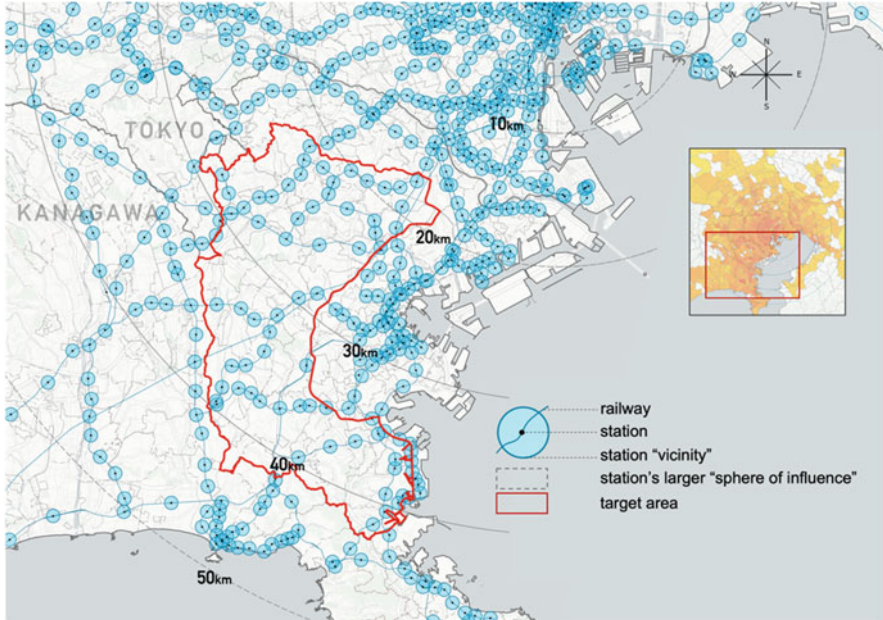 N
W
E
S
10km
TOKYO
KANAGAWA
20km
30km
railway
station
station “vicinity”
station’s larger “sphere of influence”
target area
40km
50km